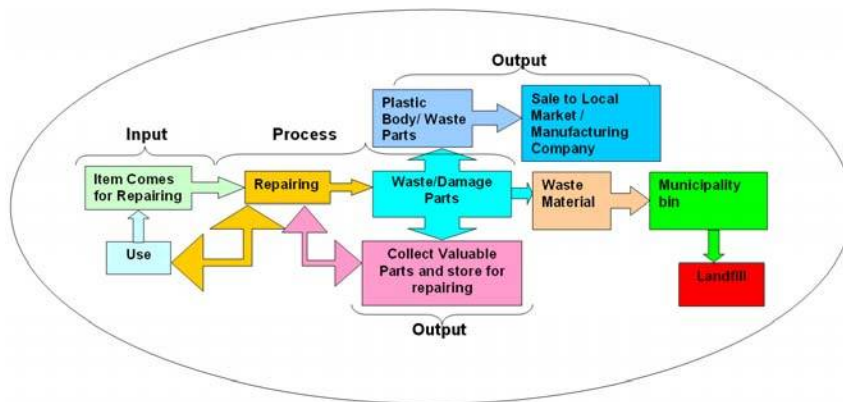 Output
Plastic
Body/ Waste
Parts
Sale to Local
Market /
Manufacturing
Company
Input
Process
Item Comes
for Repairing
Repairing
Waste/Damage
Parts
Waste
Material
Municipality
bin
Use
Collect Valuable
Parts and store for
repairing
Landfill
Output